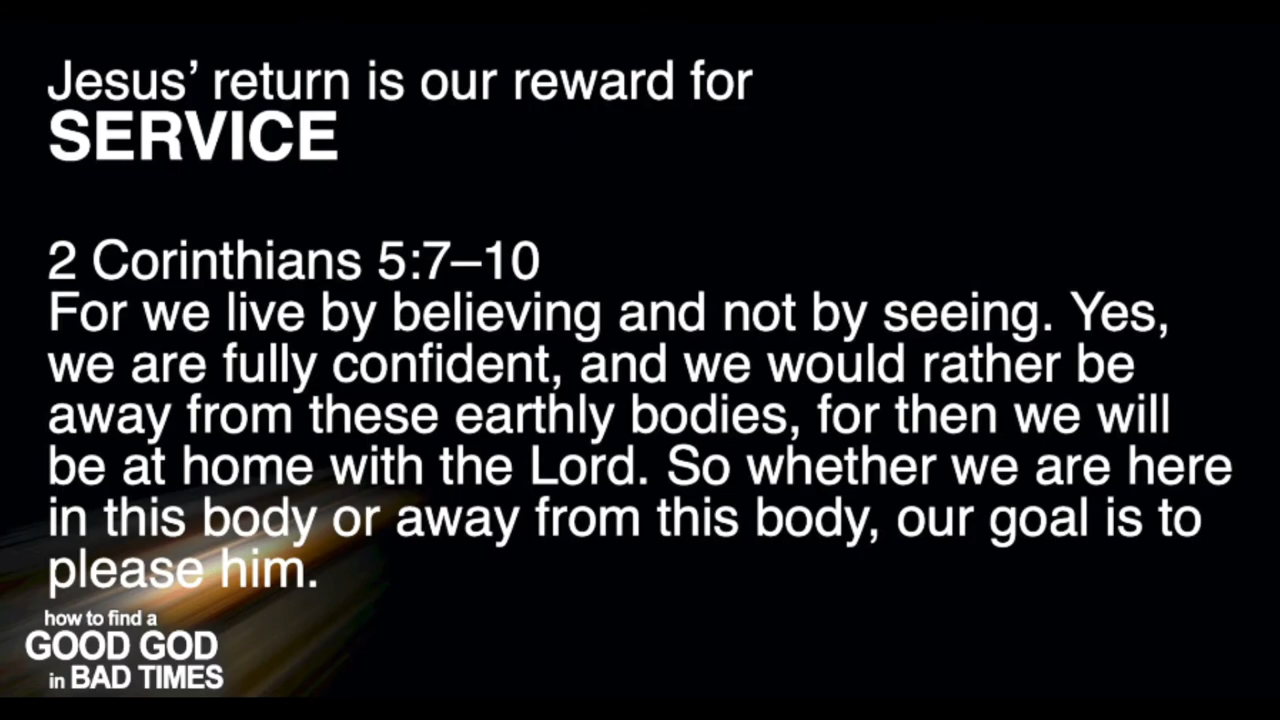 Jesus’ return is our reward for
SERVICE
2 Corinthians 5:7–10
For we live by believing and not by seeing. Yes,
we are fully confident, and we would rather be
away from these earthly bodies, for then we will
be at home with the Lord. So whether we are here
in this body or away from this body, our goal is to
please him.
how to find a
GOOD GOD
in BAD TIMES